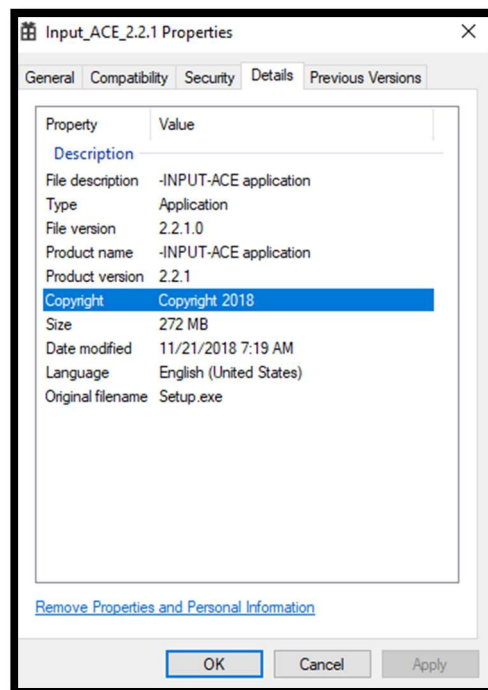 Input_ACE_2.2.1 Properties
General Compatibility Security Details Previous Versions
Property Value
Description
File description -INPUT-ACE application
Type Application
File version 2.2.1.0
Product name -INPUT-ACE application
Product version 2.2.1
Copyright Copyright 2018
Size 272 MB
Date modified 11/21/2018 7:19 AM
Language English (United States)
Original filename Setup.exe
Remove Properties and Personal Information
OK Cancel Apply